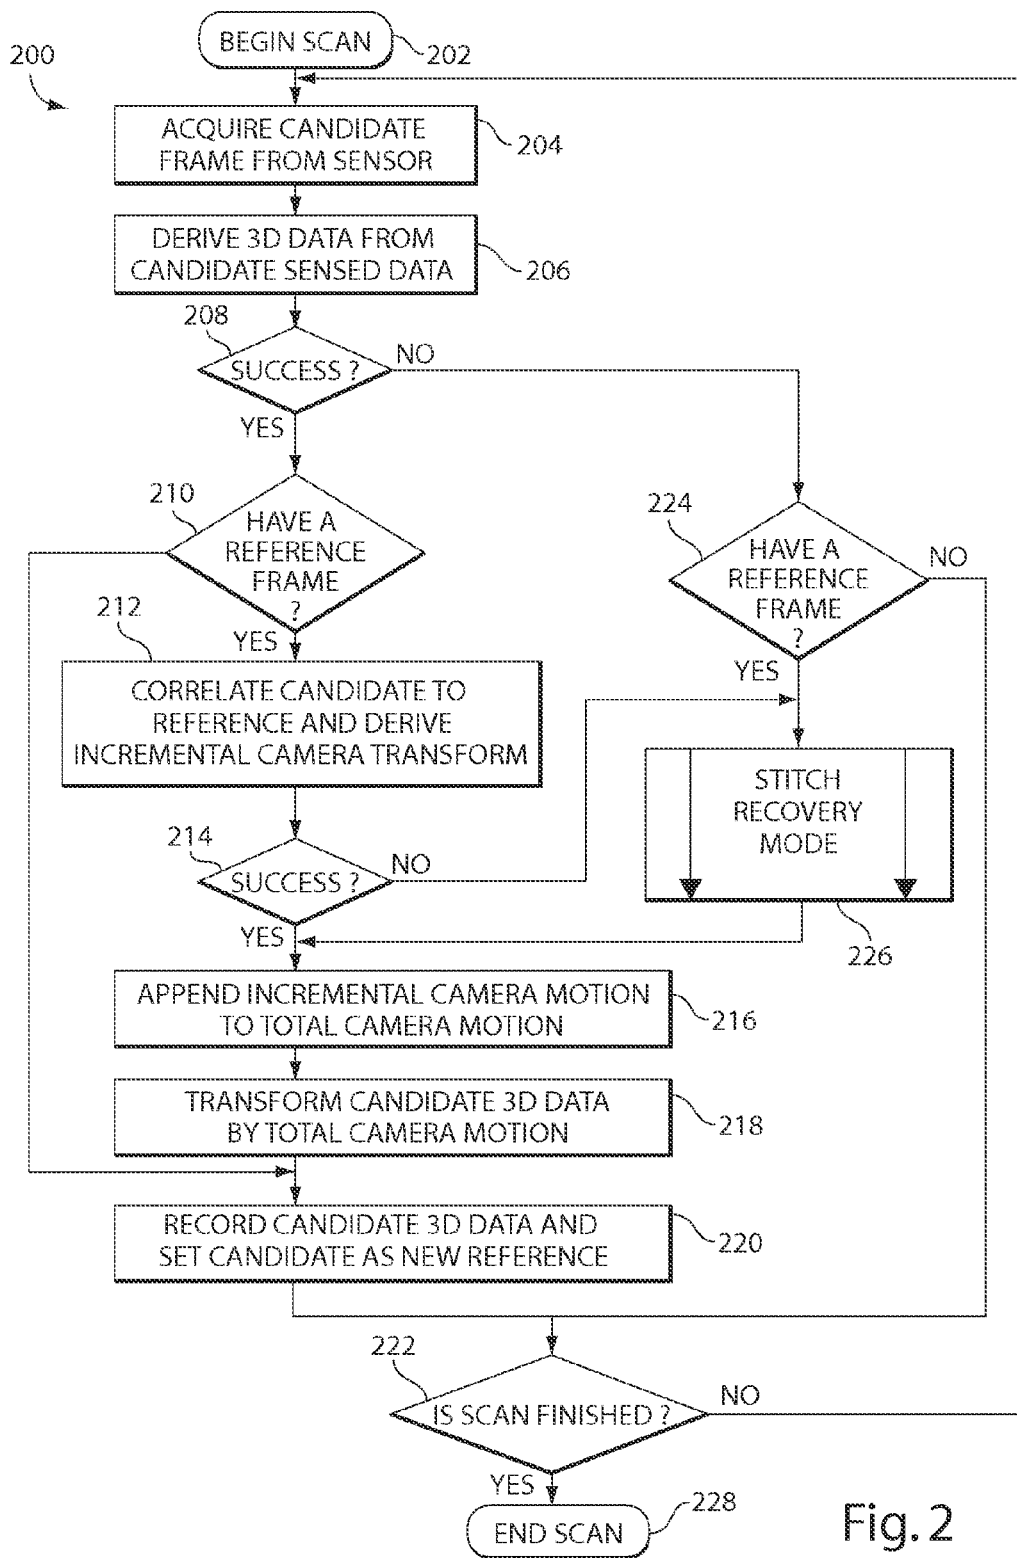 BEGIN SCAN
202
200
ACQUIRE CANDIDATE
FRAME FROM SENSOR
204
DERIVE 3D DATA FROM
CANDIDATE SENSED DATA
206
208
SUCCESS ?
NO
YES
210
HAVE A
REFERENCE
FRAME
?
YES
224
HAVE A
REFERENCE
FRAME
?
NO
YES
212
CORRELATE CANDIDATE TO
REFERENCE AND DERIVE
INCREMENTAL CAMERA TRANSFORM
STITCH
RECOVERY
MODE
226
214
SUCCESS ?
NO
YES
APPEND INCREMENTAL CAMERA MOTION
TO TOTAL CAMERA MOTION
216
TRANSFORM CANDIDATE 3D DATA
BY TOTAL CAMERA MOTION
218
RECORD CANDIDATE 3D DATA AND
SET CANDIDATE AS NEW REFERENCE
220
222
IS SCAN FINISHED ?
NO
YES
END SCAN
228
Fig. 2